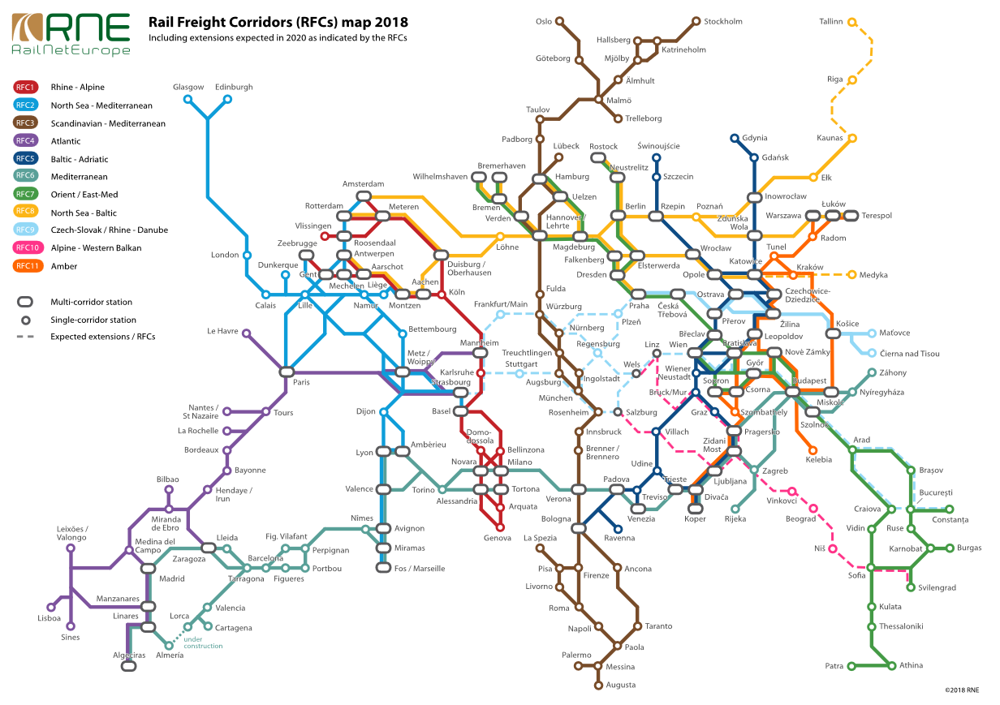 RNE
RailNetEurope
Rail Freight Corridors (RFCs) map 2018
Including extensions expected in 2020 as indicated by the RFCs
RFC1 Rhine - Alpine
RFC2 North Sea - Mediterranean
RFC3 Scandinavian - Mediterranean
RFC4 Atlantic
RFC5 Baltic - Adriatic
RFC6 Mediterranean
RFC7 Orient / East-Med
RFC8 North Sea - Baltic
RFC9 Czech-Slovak / Rhine - Danube
RFC10 Alpine - Western Balkan
RFC11 Amber
Multi-corridor station
Single-corridor station
Expected extensions / RFCs
Glasgow
Edinburgh
London
Dunkerque
Calais
Lille
Zeebrugge
Gent
Mechelen
Liège
Namur
Montzen
Aachen
Aarschot
Antwerpen
Roosendaal
Vlissingen
Rotterdam
Amsterdam
Meteren
Duisburg /
Oberhausen
Köln
Löhne
Wilhelmshaven
Bremerhaven
Bremen
Verden
Oslo
Göteborg
Stockholm
Hallsberg
Katrineholm
Mjölby
Älmhult
Malmö
Trelleborg
Taulov
Padborg
Lübeck
Hamburg
Uelzen
Hannover/
Lehrte
Magdeburg
Rostock
Neustrelitz
Berlin
Falkenberg
Elsterwerda
Dresden
Świnoujście
Szczecin
Rzepin
Poznań
Gdynia
Gdańsk
Inowrocław
Zduńska
Wola
Tallinn
Riga
Kaunas
Ełk
Warszawa
Łuków
Terespol
Radom
Tunel
Kraków
Medyka
Wrocław
Opole
Katowice
Czechowice-
Dziedzice
Ostrava
Žilina
Praha
Česká
Třebová
Přerov
Břeclav
Leopoldov
Košice
Maťovce
Čierna nad Tisou
Záhony
Nyíregyháza
Miskolc
Nové Zámky
Bratislava
Wien
Linz
Wels
Wiener
Neustadt
Sopron
Győr
Csorna
Budapest
Szolnok
Szombathely
Kelebia
Bruck/Mur
Graz
Salzburg
Villach
Pragersko
Zidani
Most
Zagreb
Ljubljana
Rijeka
Udine
Trieste
Divača
Koper
Treviso
Padova
Venezia
Vinkovci
Beograd
Niš
Arad
Brașov
București
Craiova
Constanța
Vidin
Ruse
Karnobat
Burgas
Sofia
Svilengrad
Kulata
Thessaloniki
Patra
Athina
Fulda
Frankfurt/Main
Würzburg
Nürnberg
Plzeň
Regensburg
Treuchtlingen
Stuttgart
Augsburg
Ingolstadt
München
Rosenheim
Innsbruck
Brenner /
Brennero
Verona
Bologna
Ravenna
La Spezia
Pisa
Livorno
Firenze
Ancona
Roma
Napoli
Taranto
Paola
Palermo
Messina
Augusta
Mannheim
Karlsruhe
Bettembourg
Metz /
Woippy
Strasbourg
Basel
Domo-
dossola
Bellinzona
Novara
Milano
Torino
Alessandria
Tortona
Arquata
Genova
Le Havre
Paris
Dijon
Nantes /
St Nazaire
Tours
La Rochelle
Bordeaux
Bayonne
Hendaye /
Irun
Bilbao
Miranda
de Ebro
Lyon
Ambèrieu
Valence
Nîmes
Avignon
Miramas
Fos / Marseille
Leixões /
Valongo
Medina del
Campo
Zaragoza
Lleida
Fig. Vilafant
Perpignan
Barcelona
Tarragona
Figueres
Portbou
Madrid
Manzanares
Linares
Lisboa
Sines
Algeciras
Almería
Lorca
Valencia
Cartagena
under
construction
©2018 RNE